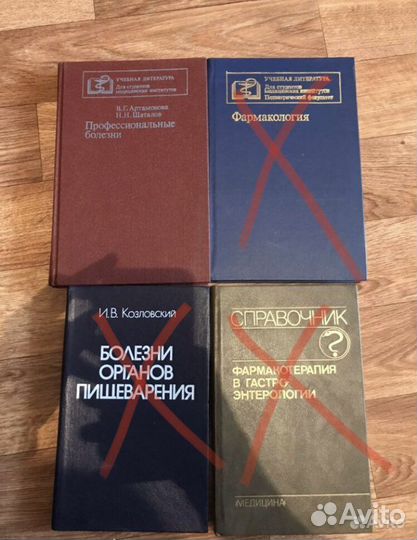 УЧЕБНАЯ ЛИТЕРАТУРА
Для студентов
медицинских институтов
В.Г. Артамонова
Н.Н. Шаталов
Профессиональные
болезни
УЧЕБНАЯ ЛИТЕРАТУРА
Для студентов
медицинских институтов
Педиатрический факультет
Фармакология
И.В. Козловский
БОЛЕЗНИ
ОРГАНОВ
ПИЩЕВАРЕНИЯ
СПРАВОЧНИК
?
ФАРМАКОТЕРАПИЯ
В ГАСТРО-
ЭНТЕРОЛОГИИ
«МЕДИЦИНА»
Avito